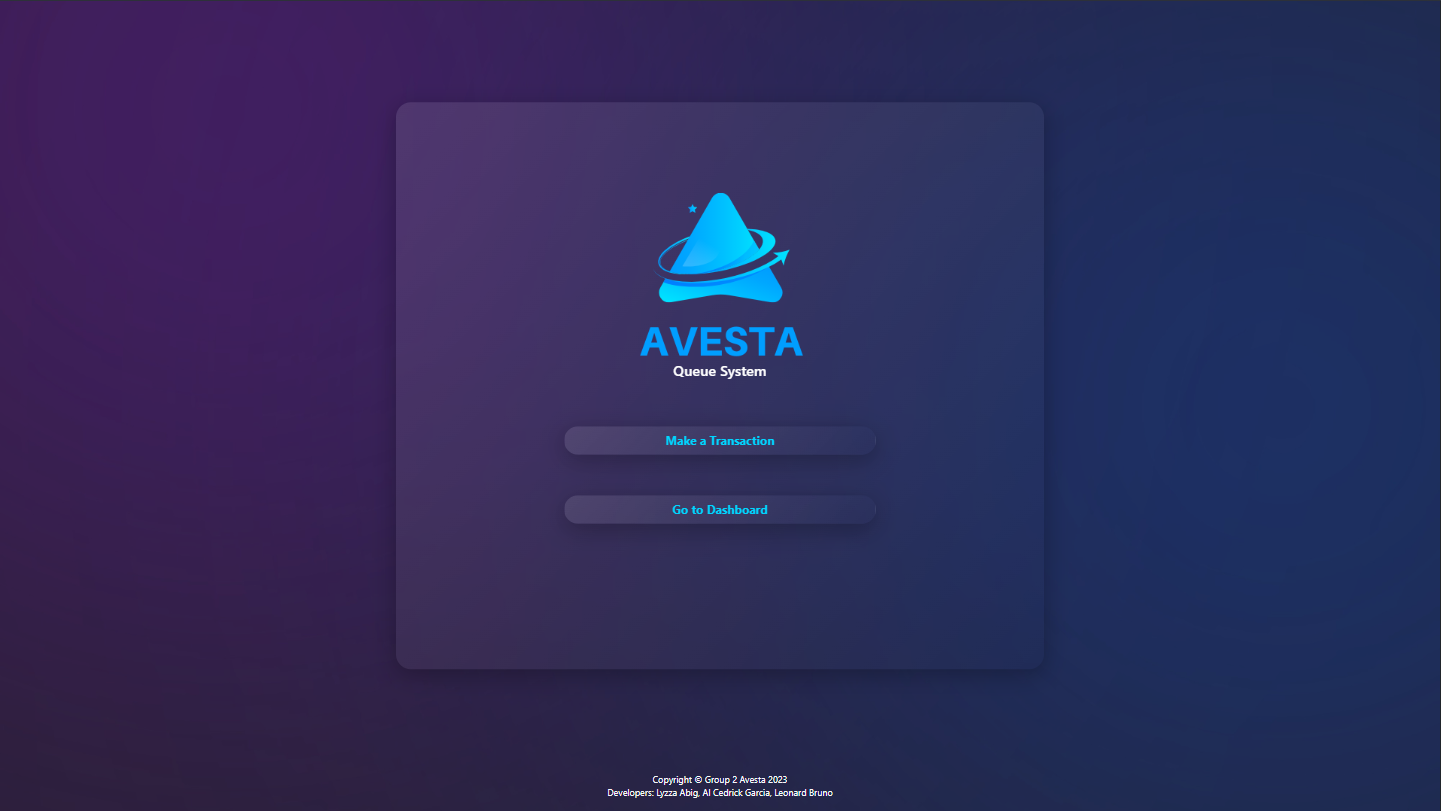 AVESTA
Queue System
Make a Transaction
Go to Dashboard
Copyright © Group 2 Avesta 2023
Developers: Lyzza Abig, Al Cedrick Garcia, Leonard Bruno